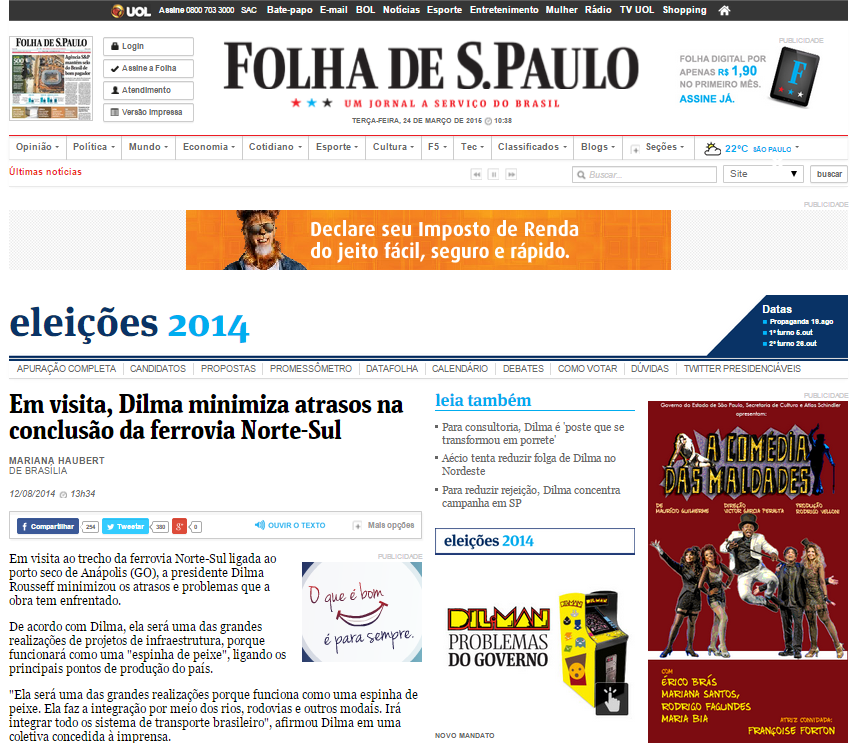 UOL Assine 0800 703 3000 SAC Bate-papo E-mail BOL Notícias Esporte Entretenimento Mulher Rádio TV UOL Shopping
FOLHA DE S.PAULO
Login
Assine a Folha
Atendimento
Versão Impressa
FOLHA DE S.PAULO
UM JORNAL A SERVIÇO DO BRASIL
TERÇA-FEIRA, 24 DE MARÇO DE 2015 10:38
PUBLICIDADE
FOLHA DIGITAL POR
APENAS R$ 1,90
NO PRIMEIRO MÊS.
ASSINE JÁ.
F
Opinião Política Mundo Economia Cotidiano Esporte Cultura F5 Tec Classificados Blogs Seções 22ºC SÃO PAULO
Últimas notícias
Buscar...
Site
buscar
PUBLICIDADE
Declare seu Imposto de Renda
do jeito fácil, seguro e rápido.
eleições 2014
Datas
Propaganda 19.ago
1º turno 5.out
2º turno 26.out
APURAÇÃO COMPLETA CANDIDATOS PROPOSTAS PROMESSÔMETRO DATAFOLHA CALENDÁRIO DEBATES COMO VOTAR DÚVIDAS TWITTER PRESIDENCIÁVEIS
Em visita, Dilma minimiza atrasos na
conclusão da ferrovia Norte-Sul
MARIANA HAUBERT
DE BRASÍLIA
12/08/2014 13h34
Compartilhar 254 Tweetar 380 g+ 0 OUVIR O TEXTO Mais opções
PUBLICIDADE
Em visita ao trecho da ferrovia Norte-Sul ligada ao
porto seco de Anápolis (GO), a presidente Dilma
Rousseff minimizou os atrasos e problemas que a
obra tem enfrentado.
O que é bom
é para sempre.
De acordo com Dilma, ela será uma das grandes
realizações de projetos de infraestrutura, porque
funcionará como uma "espinha de peixe", ligando os
principais pontos de produção do país.
"Ela será uma das grandes realizações porque funciona como uma espinha de
peixe. Ela faz a integração por meio dos rios, rodovias e outros modais. Irá
integrar todo os sistema de transporte brasileiro", afirmou Dilma em uma
coletiva concedida à imprensa.
leia também
Para consultoria, Dilma é 'poste que se
transformou em porrete'
Aécio tenta reduzir folga de Dilma no
Nordeste
Para reduzir rejeição, Dilma concentra
campanha em SP
eleições 2014
DILMAN
PROBLEMAS
DO GOVERNO
NOVO MANDATO
PUBLICIDADE
Governo do Estado de São Paulo, Secretaria de Cultura e Atlas Schindler
apresentam:
A COMÉDIA
DAS MALDADES
DE
MAURÍCIO GUILHERME
DIREÇÃO
VICTOR GARCIA PERALTA
PRODUÇÃO
RODRIGO VELLONI
COM
ÉRICO BRÁS
MARIANA SANTOS,
RODRIGO FAGUNDES
MARIA BIA
ATRIZ CONVIDADA:
FRANÇOISE FORTON